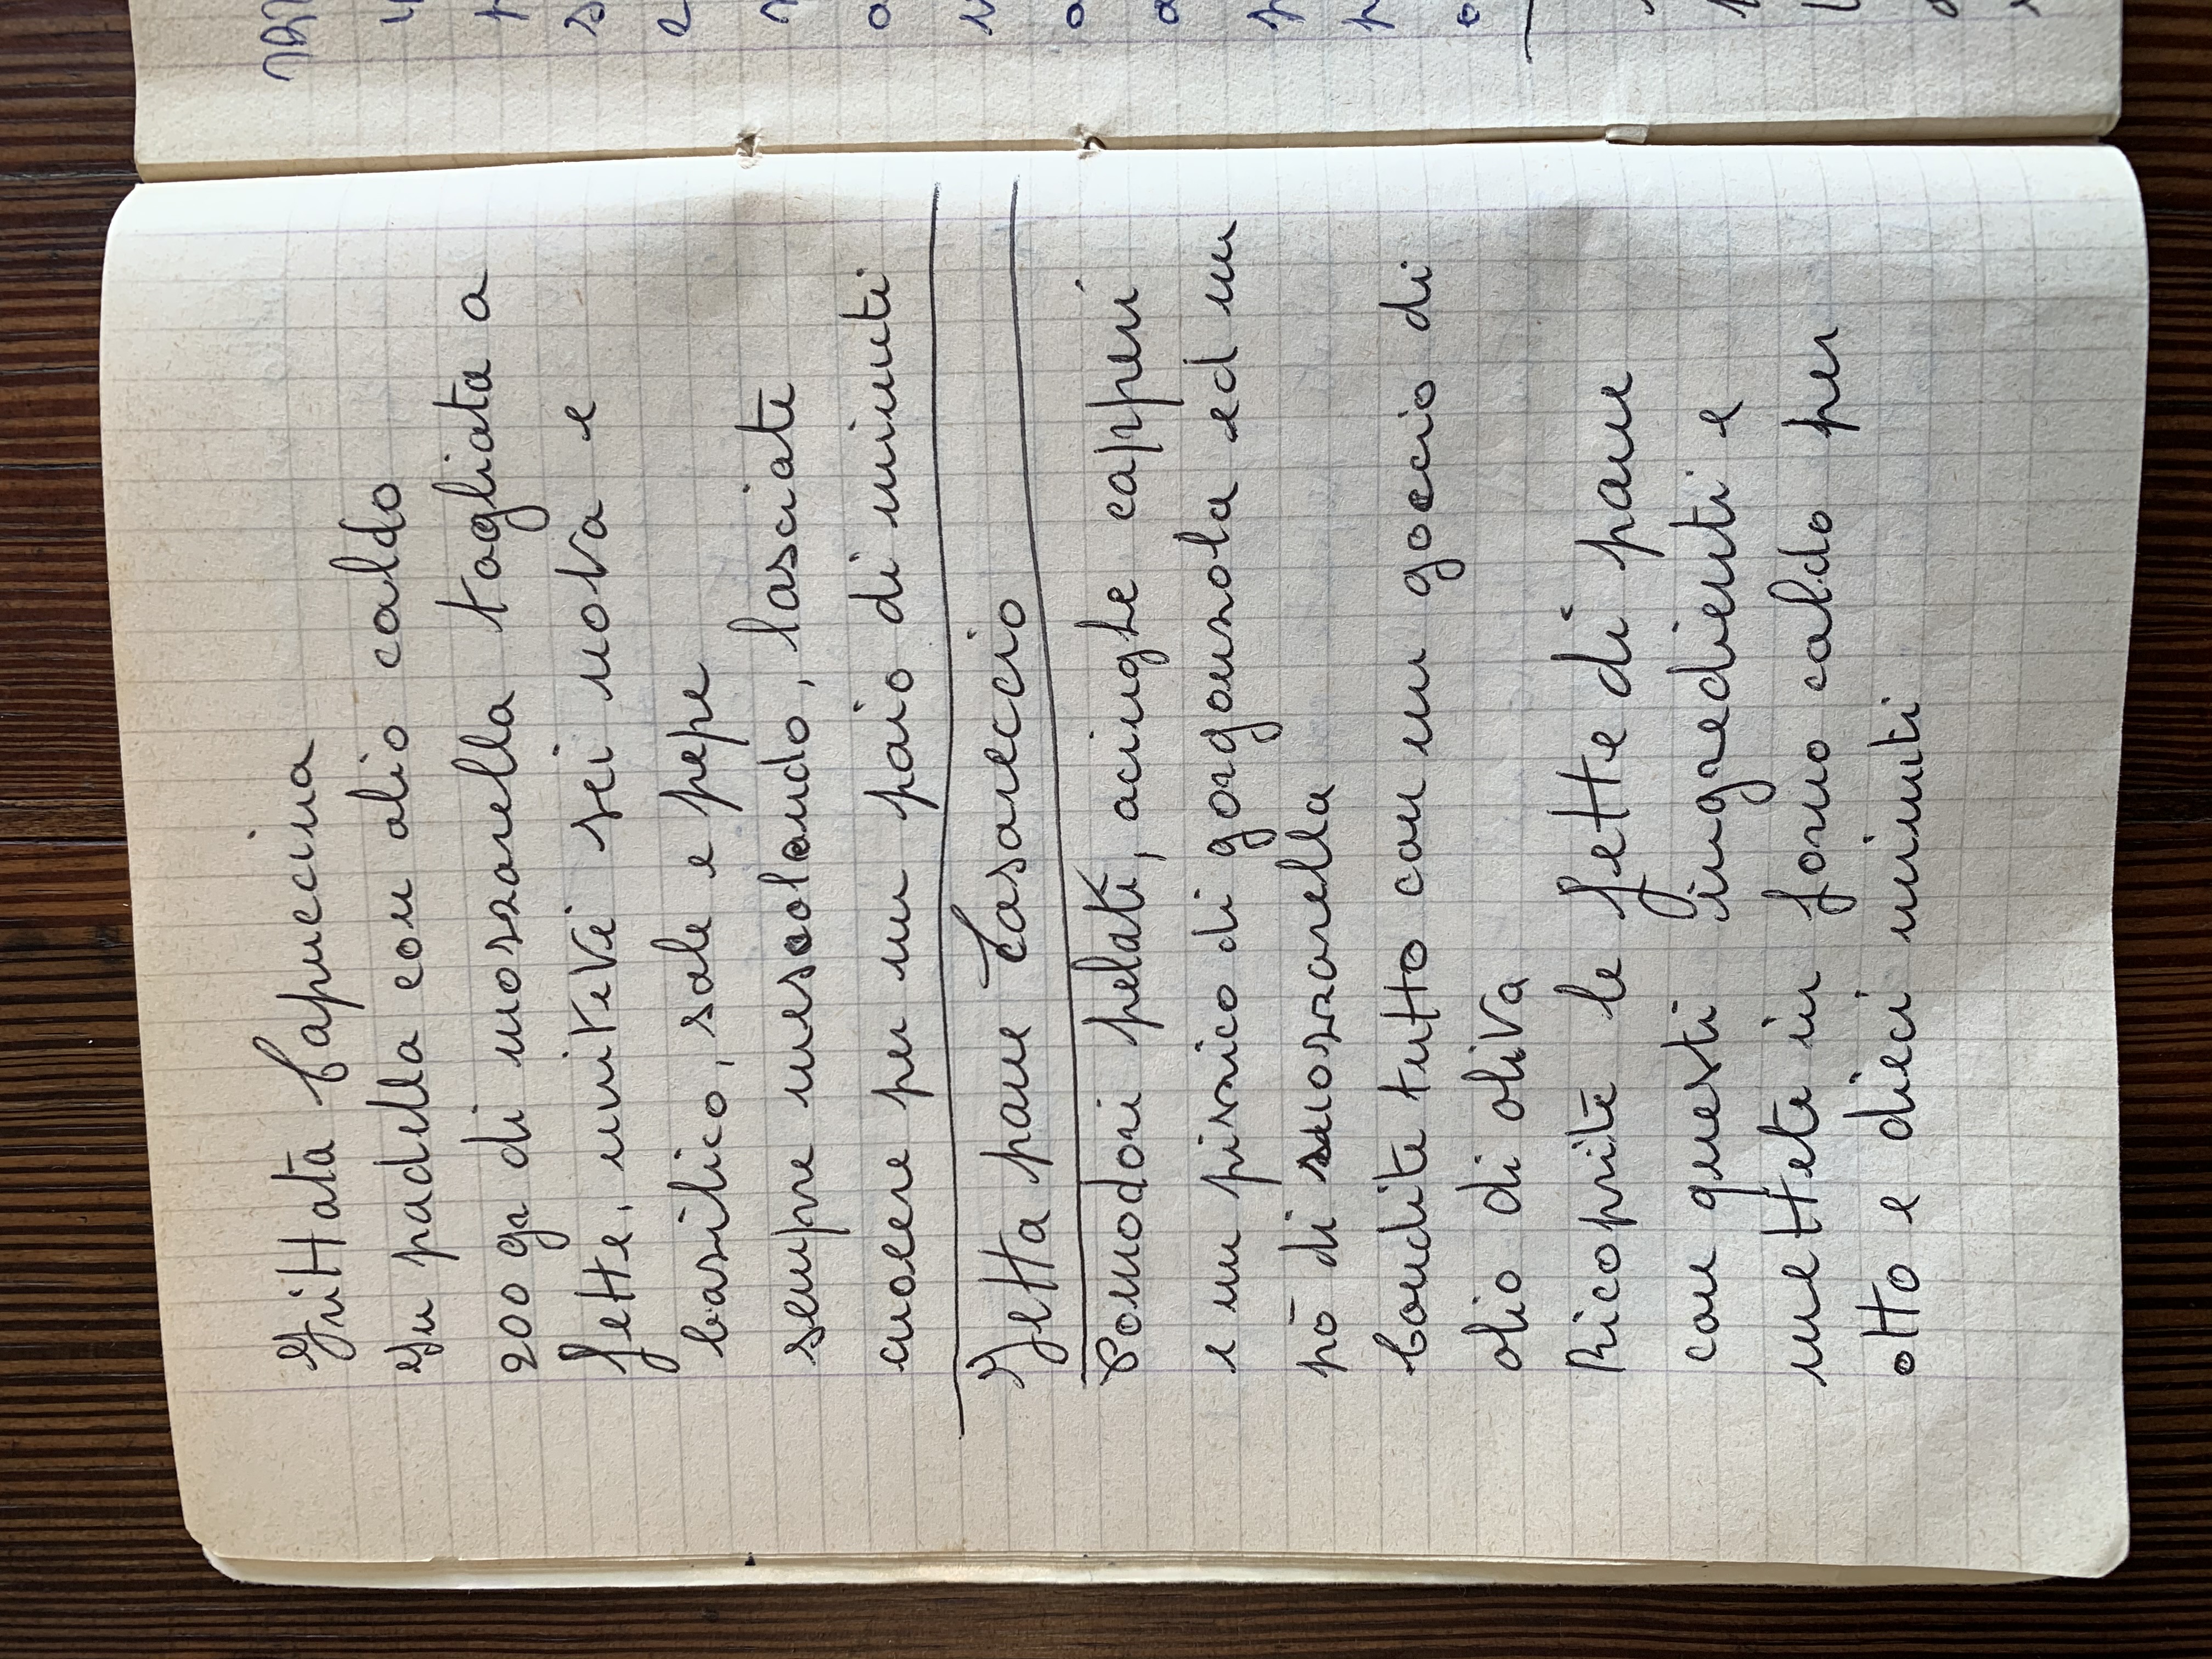 Frittata Capuccina
In padella con olio caldo
200 gr di mozzarella tagliata a
fette, unitevi sei uova e
basilico, sale e pepe
sempre mescolando, lasciate
cuocere per un paio di minuti
Fetta pane Casareccio
Pomodori pelati, aciughe capperi
e un pizzico di gorgonzola ed un
pò di mozzarella
Condite tutto con un goccio di
olio di oliva
Ricoprite le fette di pane
con questi ingredienti e
mettete in forno caldo per
otto e dieci minuti